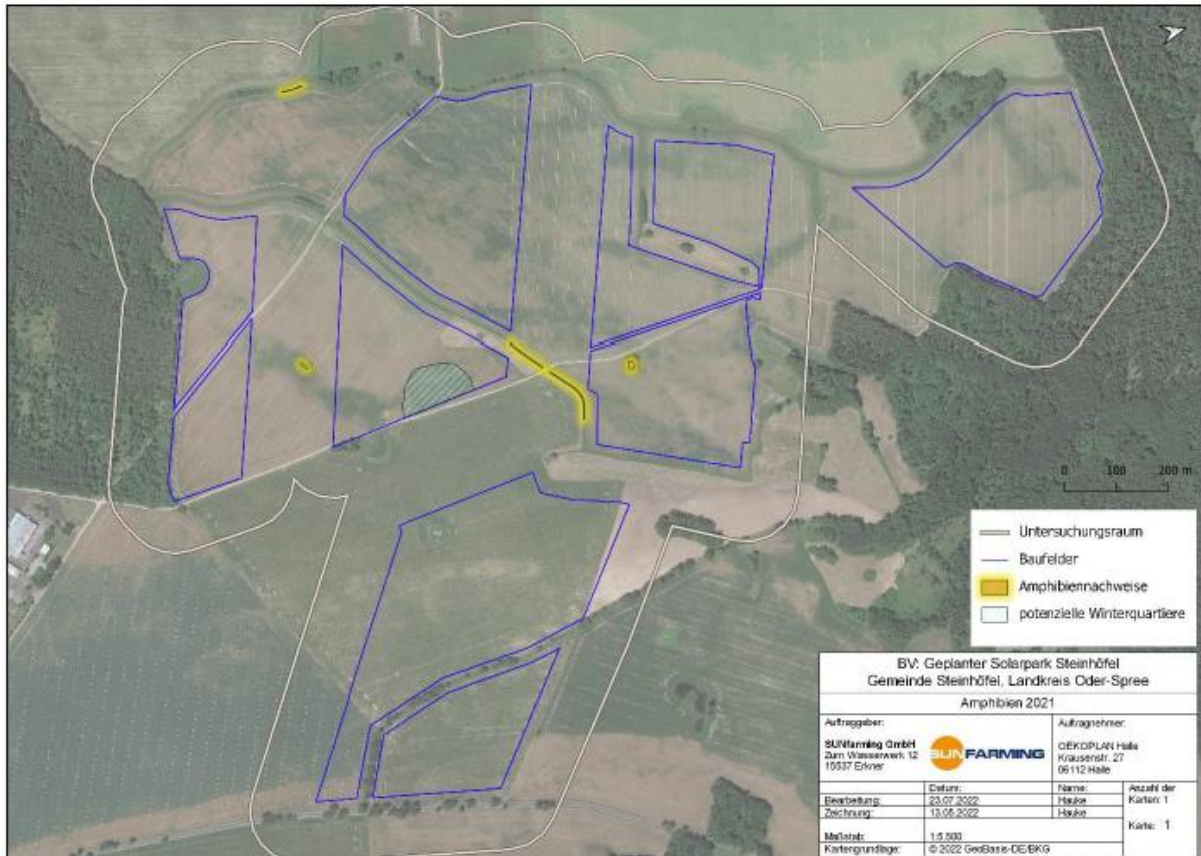 0 100 200 m
Untersuchungsraum
Baufelder
Amphibiennachweise
potenzielle Winterquartiere
BV: Geplanter Solarpark Steinhöfel
Gemeinde Steinhöfel, Landkreis Oder-Spree
Amphibien 2021
Auftraggeber:
SUNfarming GmbH
Zum Wasserwerk 12
15537 Erkner
SUNFARMING
Auftragnehmer:
OEKOPLAN Halle
Krausenstr. 27
06112 Halle
Datum: Name: Anzahl der
Bearbeitung: 23.07.2022 Hauke Karten: 1
Zeichnung: 13.05.2022 Hauke
Karte: 1
Maßstab: 1:5.500
Kartengrundlage: © 2022 GeoBasis-DE/BKG